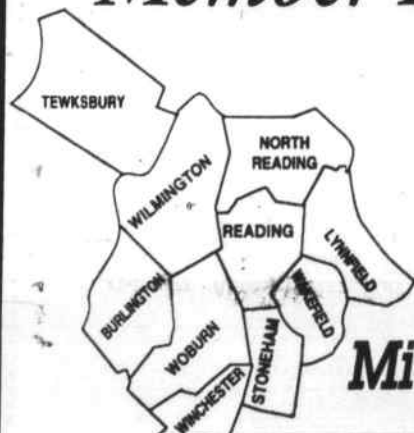 TEWKSBURY
WILMINGTON
NORTH
READING
READING
LYNNFIELD
BURLINGTON
WAKEFIELD
WOBURN
STONEHAM
WINCHESTER
Mi